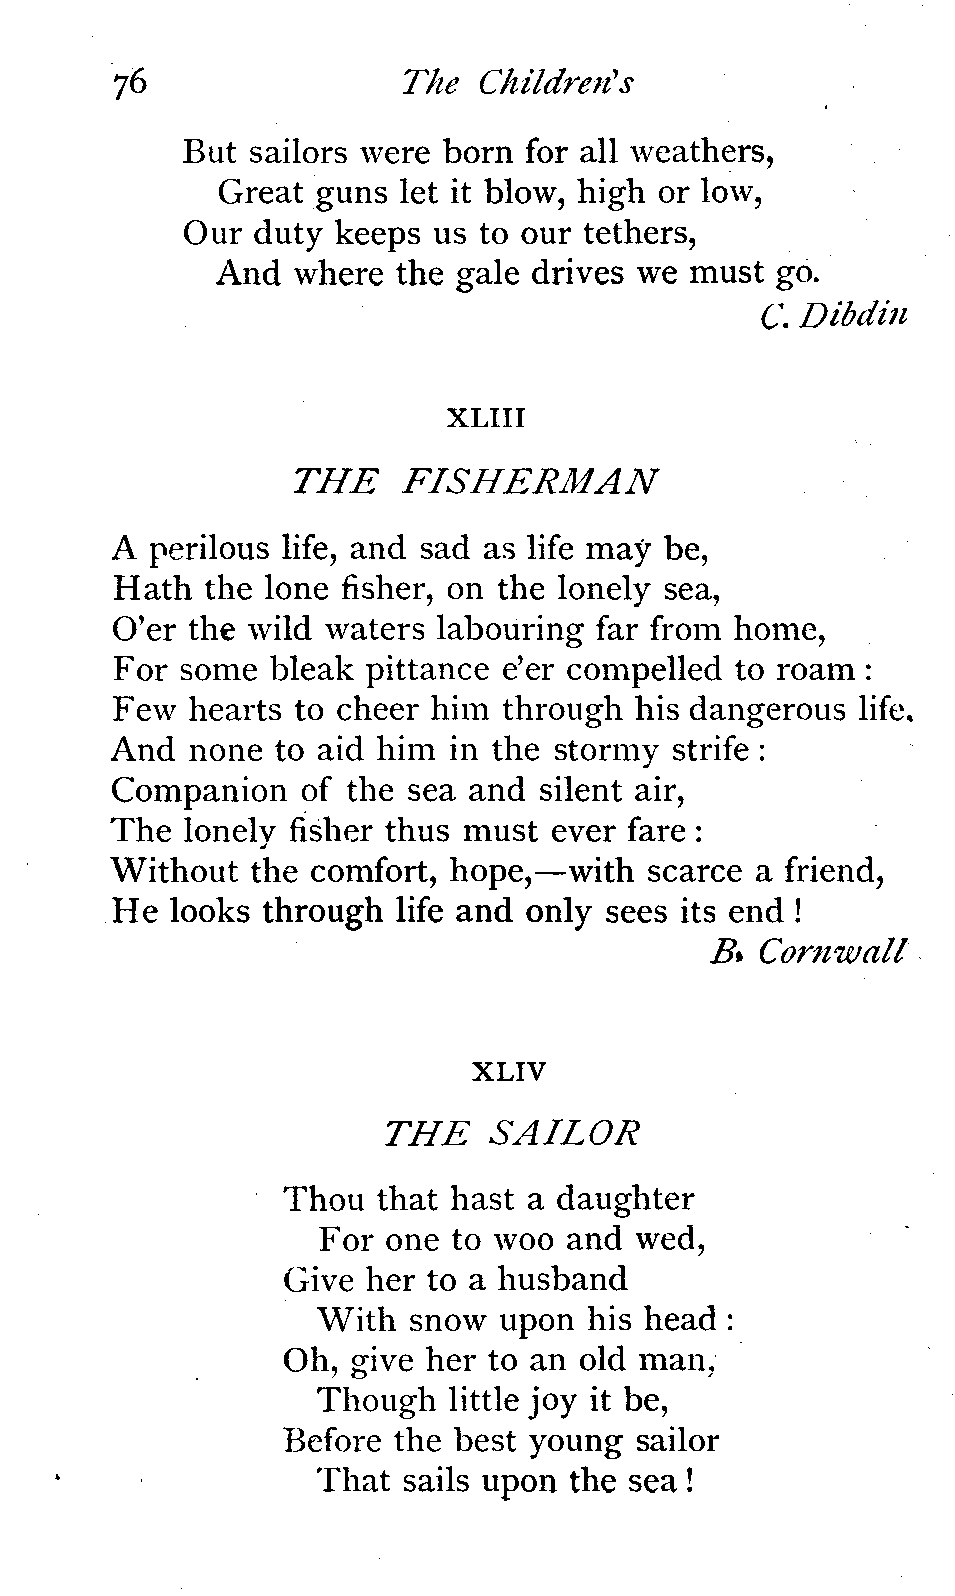 76 The Children's
But sailors were born for all weathers,
Great guns let it blow, high or low,
Our duty keeps us to our tethers,
And where the gale drives we must go.
C. Dibdin
XLIII
THE FISHERMAN
A perilous life, and sad as life may be,
Hath the lone fisher, on the lonely sea,
O'er the wild waters labouring far from home,
For some bleak pittance e'er compelled to roam :
Few hearts to cheer him through his dangerous life,
And none to aid him in the stormy strife :
Companion of the sea and silent air,
The lonely fisher thus must ever fare :
Without the comfort, hope,—with scarce a friend,
He looks through life and only sees its end !
B. Cornwall
XLIV
THE SAILOR
Thou that hast a daughter
For one to woo and wed,
Give her to a husband
With snow upon his head :
Oh, give her to an old man,
Though little joy it be,
Before the best young sailor
That sails upon the sea !